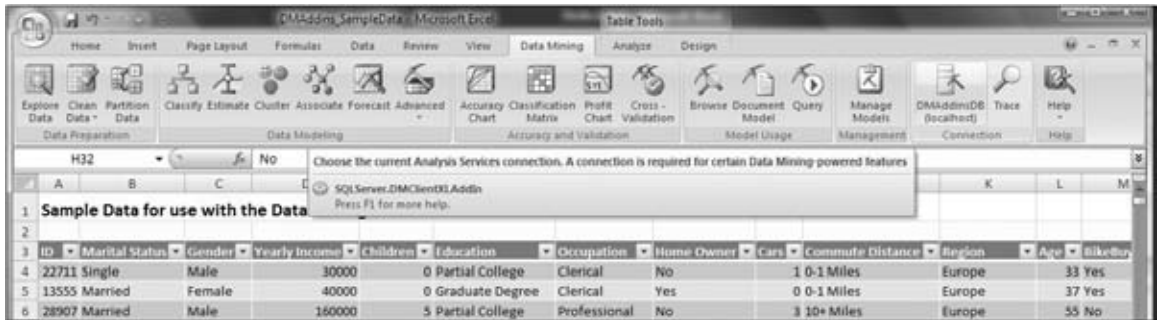 DMAddins_SampleData - Microsoft Excel Table Tools
Home Insert Page Layout Formulas Data Review View Data Mining Analyze Design
Explore Data Clean Data Partition Data Classify Estimate Cluster Associate Forecast Advanced Accuracy Chart Classification Matrix Profit Chart Cross-Validation Browse Document Model Query Manage Models DMAddinsDB (localhost) Trace Help
Data Preparation Data Modeling Accuracy and Validation Model Usage Management Connection Help
H32 fx No
Choose the current Analysis Services connection. A connection is required for certain Data Mining-powered features
SQLServer.DMClientXLAddIn
Press F1 for more help.
A B C K L M
1 Sample Data for use with the Data
2
3 ID Marital Status Gender Yearly Income Children Education Occupation Home Owner Cars Commute Distance Region Age BikeBuy
4 22711 Single Male 30000 0 Partial College Clerical No 1 0-1 Miles Europe 33 Yes
5 13555 Married Female 40000 0 Graduate Degree Clerical Yes 0 0-1 Miles Europe 37 Yes
6 28907 Married Male 160000 5 Partial College Professional No 3 10+ Miles Europe 55 No